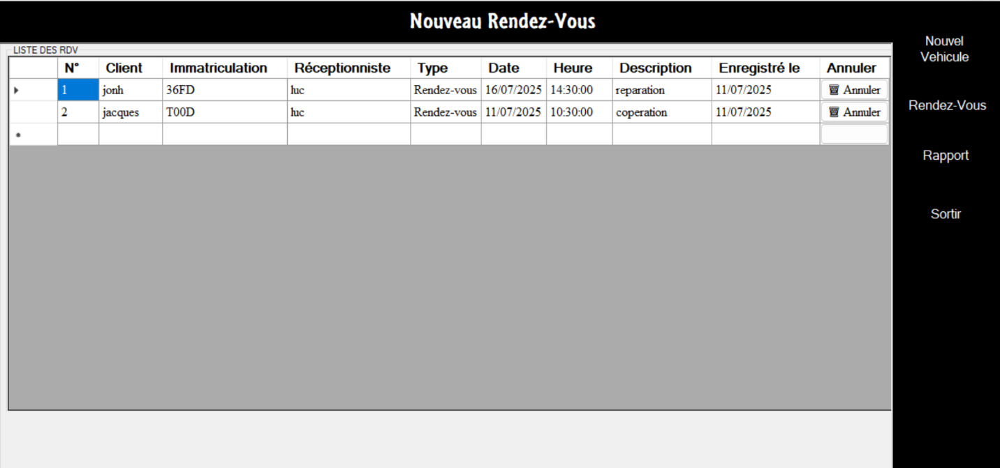 Nouveau Rendez-Vous
LISTE DES RDV
N° Client Immatriculation Réceptionniste Type Date Heure Description Enregistré le Annuler
1 jonh 36FD luc Rendez-vous 16/07/2025 14:30:00 reparation 11/07/2025 Annuler
2 jacques T00D luc Rendez-vous 11/07/2025 10:30:00 coperation 11/07/2025 Annuler
Nouvel
Vehicule
Rendez-Vous
Rapport
Sortir